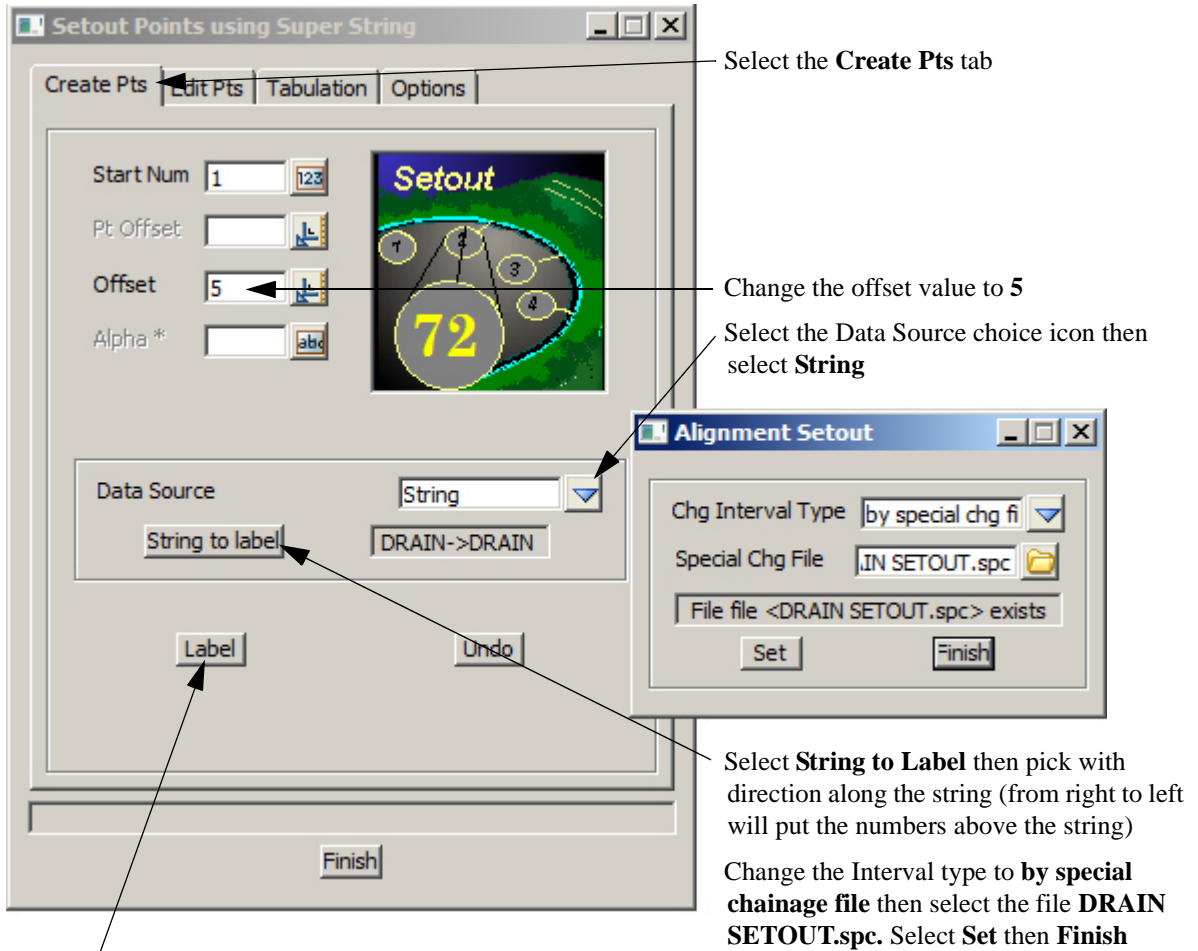 Setout Points using Super String
Select the Create Pts tab
Create Pts Edit Pts Tabulation Options
Start Num 1 123
Setout
1 2 3 4
72
Pt Offset
Offset 5
Change the offset value to 5
Alpha * abc
Select the Data Source choice icon then
select String
Alignment Setout
Data Source String
Chg Interval Type by special chg fi
String to label DRAIN->DRAIN
Special Chg File .IN SETOUT.spc
File file <DRAIN SETOUT.spc> exists
Set Finish
Label Undo
Select String to Label then pick with
direction along the string (from right to left
will put the numbers above the string)
Finish
Change the Interval type to by special
chainage file then select the file DRAIN
SETOUT.spc. Select Set then Finish